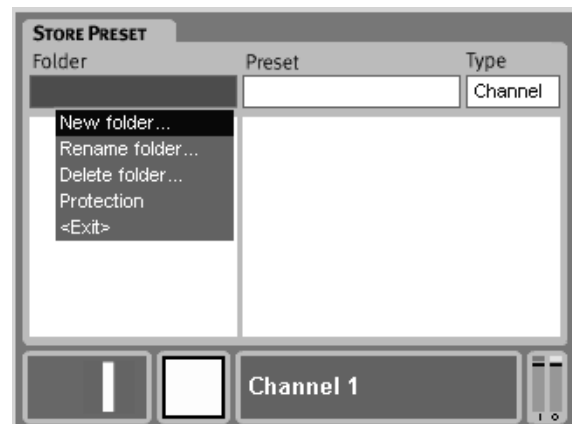 STORE PRESET
Folder Preset Type
Channel
New folder...
Rename folder...
Delete folder...
Protection
<Exit>
Channel 1
I O